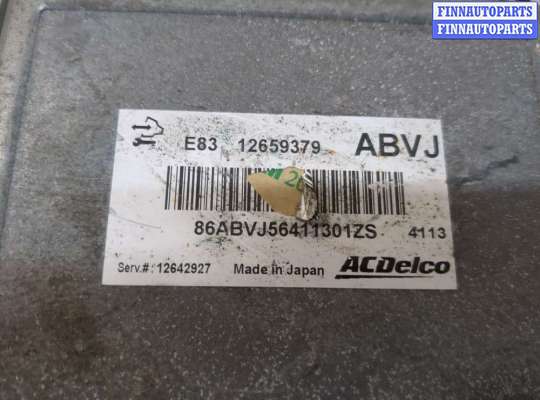 FINNAUTOPARTS
FINNAUTOPARTS
E83 12659379 ABVJ
86ABVJ56411301ZS 4113
Serv.#: 12642927 Made in Japan ACDelco